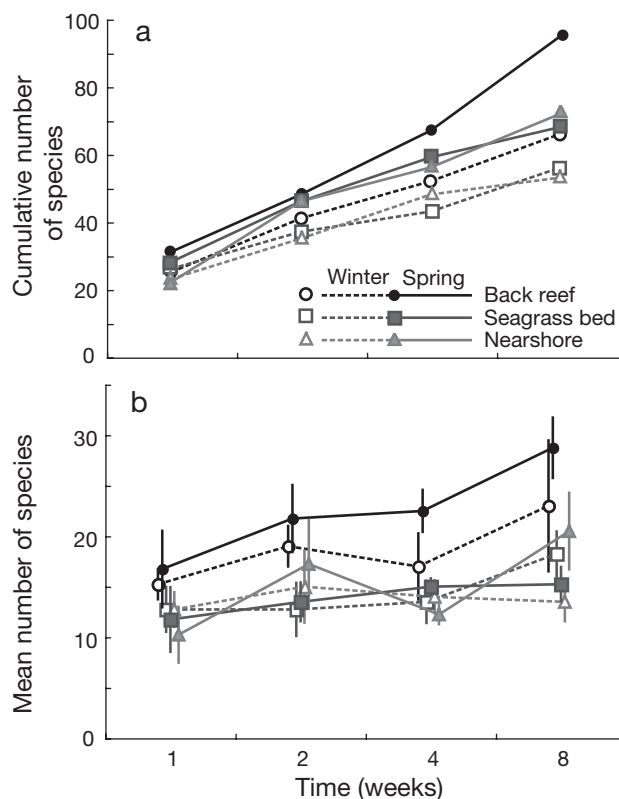 a
100
80
60
40
20
0
Cumulative number
of species
Winter Spring
Back reef
Seagrass bed
Nearshore
b
30
20
10
0
Mean number of species
1 2 4 8
Time (weeks)